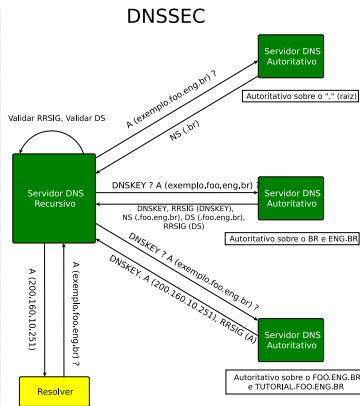 DNSSEC
Servidor DNS
Autoritativo
Autoritativo sobre o "." (raiz)
A (exemplo.foo.eng.br) ?
NS (.br)
Validar RRSIG, Validar DS
Servidor DNS
Recursivo
DNSKEY ? A (exemplo.foo.eng.br) ?
DNSKEY, RRSIG (DNSKEY),
NS (.foo.eng.br), DS (.foo.eng.br),
RRSIG (DS)
Servidor DNS
Autoritativo
Autoritativo sobre o BR e ENG.BR
DNSKEY ? A (exemplo.foo.eng.br) ?
DNSKEY, A (200.160.10.251), RRSIG (A)
Servidor DNS
Autoritativo
Autoritativo sobre o FOO.ENG.BR
e TUTORIAL.FOO.ENG.BR
A (200.160.10.251)
A (exemplo.foo.eng.br) ?
Resolver